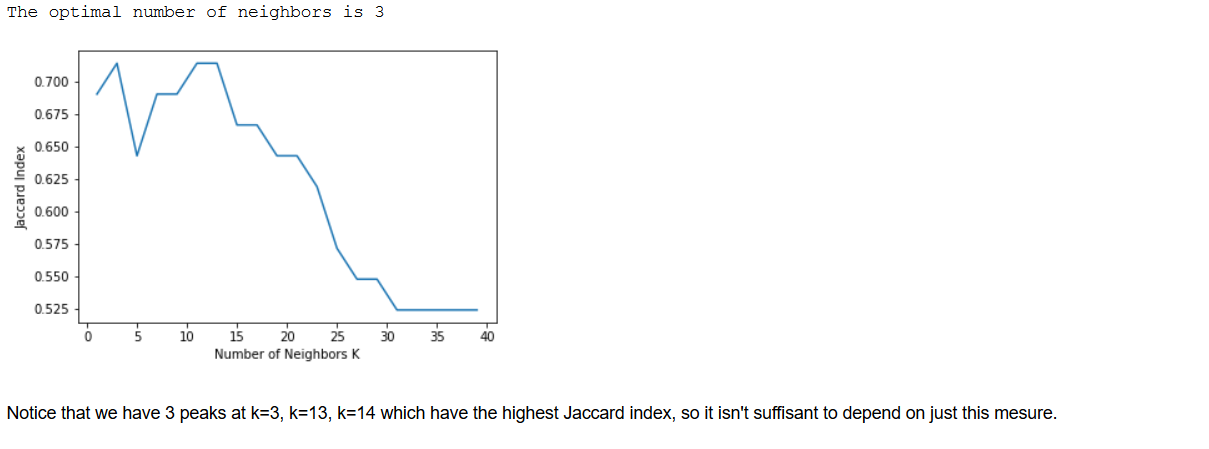 The optimal number of neighbors is 3
0.700
0.675
0.650
0.625
0.600
0.575
0.550
0.525
Jaccard Index
0 5 10 15 20 25 30 35 40
Number of Neighbors K
Notice that we have 3 peaks at k=3, k=13, k=14 which have the highest Jaccard index, so it isn't suffisant to depend on just this mesure.